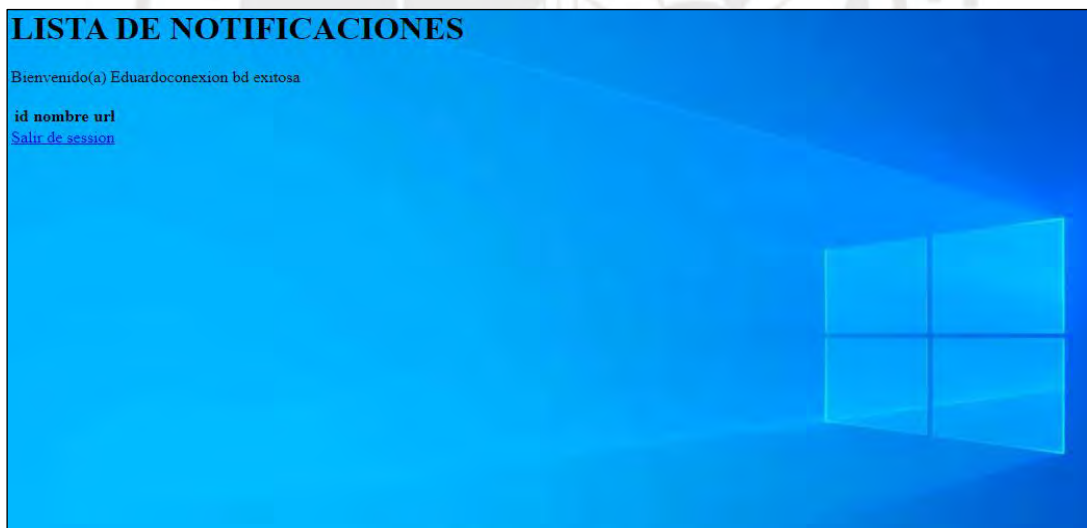 LISTA DE NOTIFICACIONES
Bienvenido(a) Eduardoconexion bd exitosa
id nombre url
Salir de session